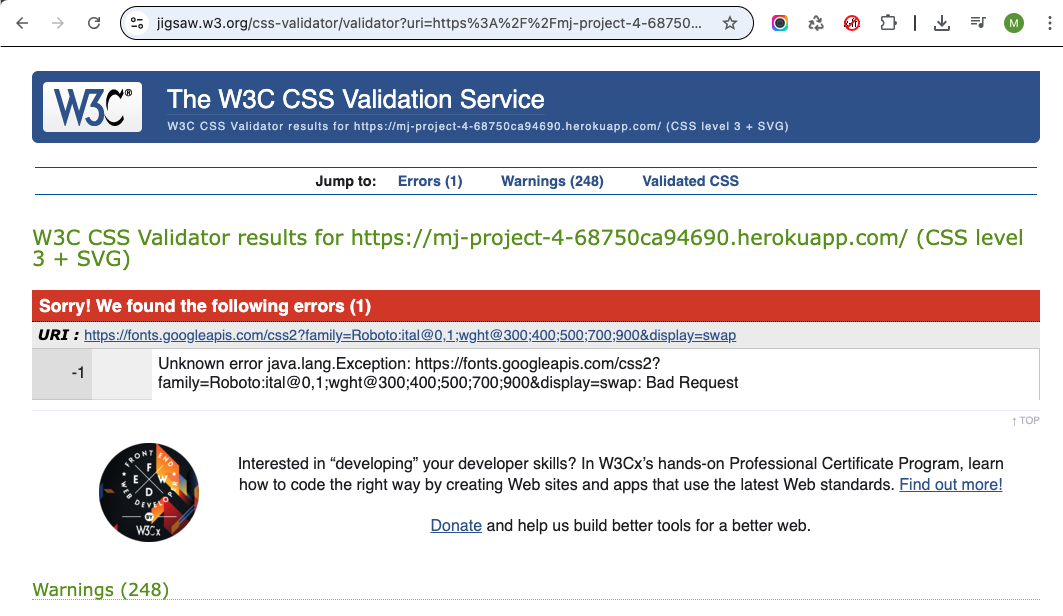 jigsaw.w3.org/css-validator/validator?uri=https%3A%2F%2Fmj-project-4-68750...
M
W3C®
The W3C CSS Validation Service
W3C CSS Validator results for https://mj-project-4-68750ca94690.herokuapp.com/ (CSS level 3 + SVG)
Jump to: Errors (1) Warnings (248) Validated CSS
W3C CSS Validator results for https://mj-project-4-68750ca94690.herokuapp.com/ (CSS level
3 + SVG)
Sorry! We found the following errors (1)
URI : https://fonts.googleapis.com/css2?family=Roboto:ital@0,1;wght@300;400;500;700;900&display=swap
-1 Unknown error java.lang.Exception: https://fonts.googleapis.com/css2?
family=Roboto:ital@0,1;wght@300;400;500;700;900&display=swap: Bad Request
↑ TOP
FRONT END
WEB DEVELOPER
F
E W
D
BY
W3Cx
Interested in “developing” your developer skills? In W3Cx’s hands-on Professional Certificate Program, learn
how to code the right way by creating Web sites and apps that use the latest Web standards. Find out more!
Donate and help us build better tools for a better web.
Warnings (248)